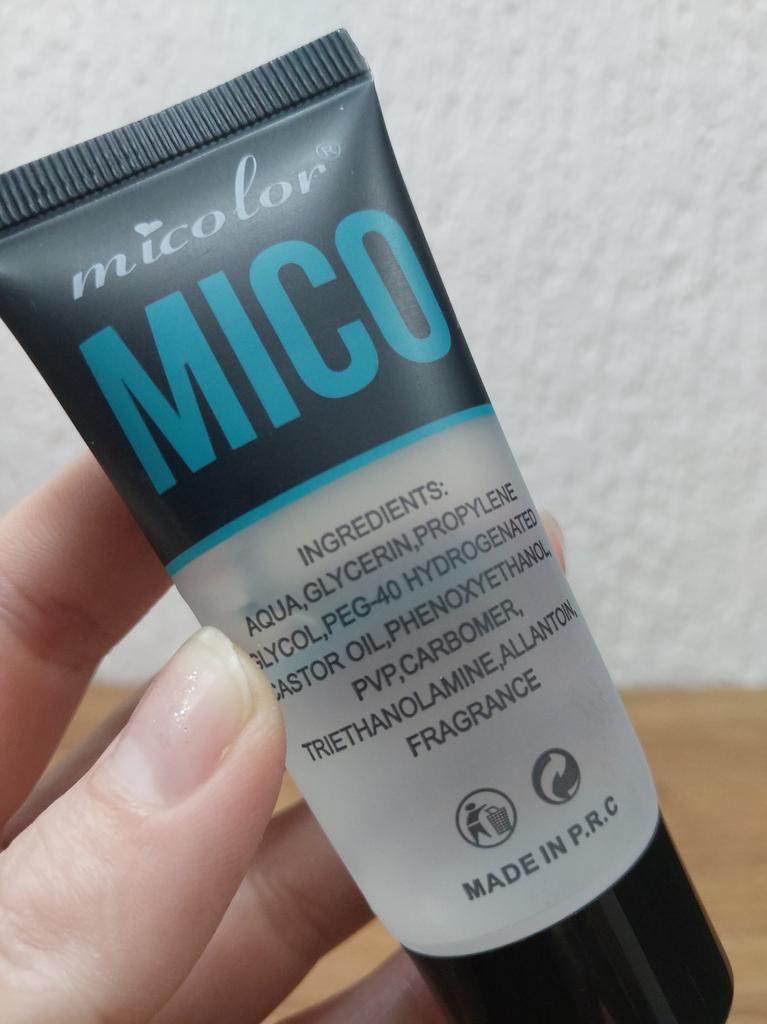 micolor®
MICO
INGREDIENTS:
AQUA,GLYCERIN,PROPYLENE
GLYCOL,PEG-40 HYDROGENATED
CASTOR OIL,PHENOXYETHANOL,
PVP,CARBOMER,
TRIETHANOLAMINE,ALLANTOIN,
FRAGRANCE
MADE IN P.R.C